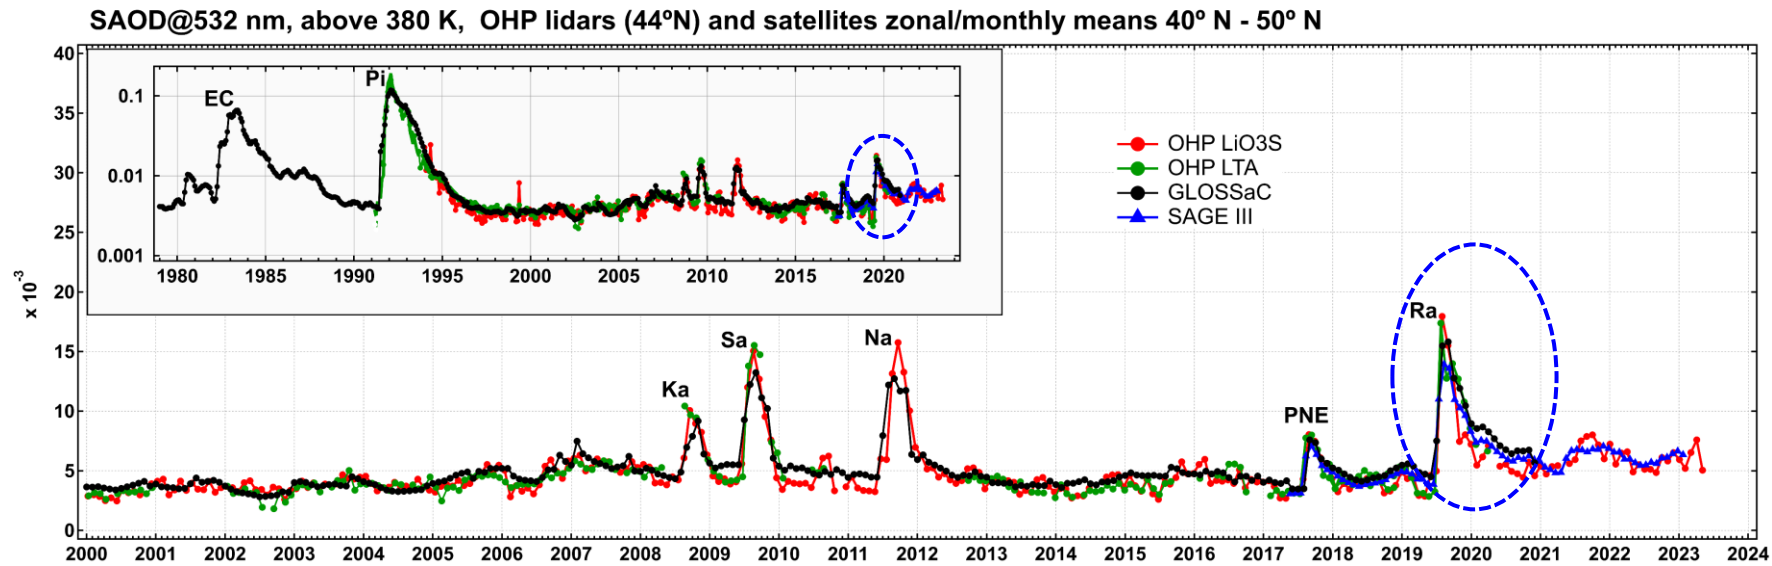 SAOD@532 nm, above 380 K, OHP lidars (44ºN) and satellites zonal/monthly means 40º N - 50º N
40
35
30
25
20
15
10
5
0
x 10⁻³
0.1
0.01
0.001
EC
Pi
1980 1985 1990 1995 2000 2005 2010 2015 2020
OHP LiO3S
OHP LTA
GLOSSaC
SAGE III
Ka
Sa
Na
PNE
Ra
2000 2001 2002 2003 2004 2005 2006 2007 2008 2009 2010 2011 2012 2013 2014 2015 2016 2017 2018 2019 2020 2021 2022 2023 2024